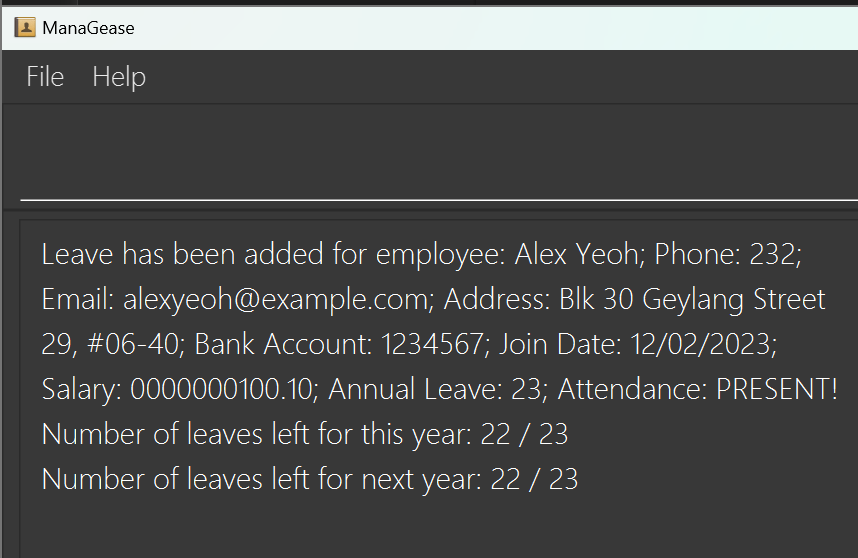 ManaGease
File Help
Leave has been added for employee: Alex Yeoh; Phone: 232;
Email: alexyeoh@example.com; Address: Blk 30 Geylang Street
29, #06-40; Bank Account: 1234567; Join Date: 12/02/2023;
Salary: 0000000100.10; Annual Leave: 23; Attendance: PRESENT!
Number of leaves left for this year: 22 / 23
Number of leaves left for next year: 22 / 23